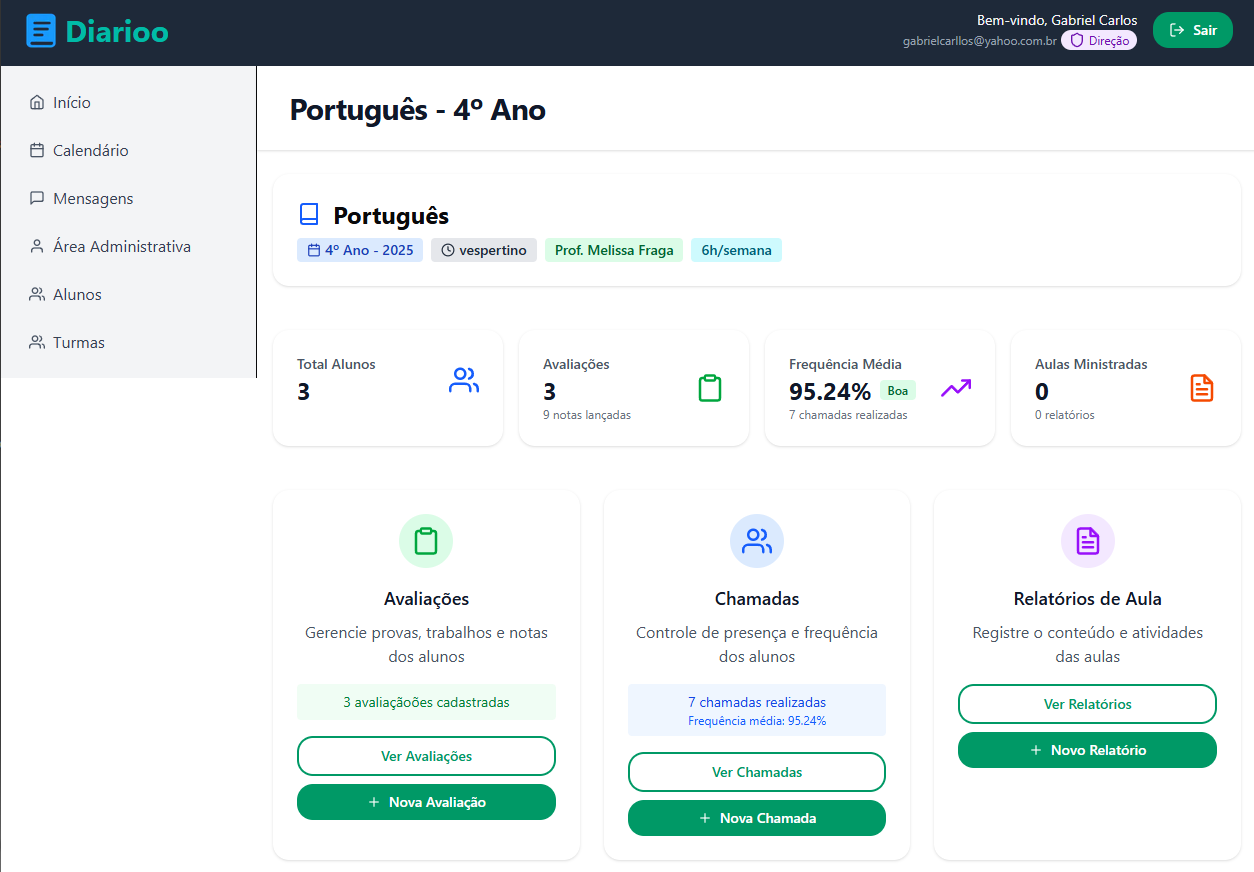 Diarioo
Bem-vindo, Gabriel Carlos
gabrielcarllos@yahoo.com.br Direção
Sair
Início
Calendário
Mensagens
Área Administrativa
Alunos
Turmas
Português - 4º Ano
Português
4º Ano - 2025 vespertino Prof. Melissa Fraga 6h/semana
Total Alunos
3
Avaliações
3
9 notas lançadas
Frequência Média
95.24% Boa
7 chamadas realizadas
Aulas Ministradas
0
0 relatórios
Avaliações
Gerencie provas, trabalhos e notas
dos alunos
3 avaliaçãoões cadastradas
Ver Avaliações
+ Nova Avaliação
Chamadas
Controle de presença e frequência
dos alunos
7 chamadas realizadas
Frequência média: 95.24%
Ver Chamadas
+ Nova Chamada
Relatórios de Aula
Registre o conteúdo e atividades
das aulas
Ver Relatórios
+ Novo Relatório